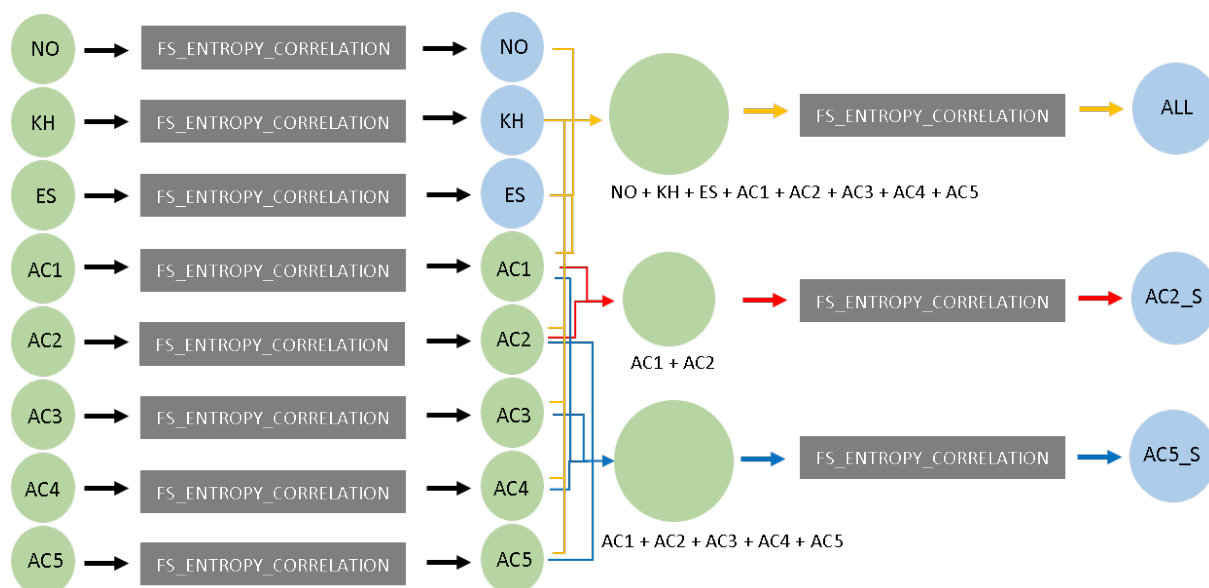 NO
FS_ENTROPY_CORRELATION
NO
KH
FS_ENTROPY_CORRELATION
KH
FS_ENTROPY_CORRELATION
ALL
ES
FS_ENTROPY_CORRELATION
ES
NO + KH + ES + AC1 + AC2 + AC3 + AC4 + AC5
AC1
FS_ENTROPY_CORRELATION
AC1
FS_ENTROPY_CORRELATION
AC2_S
AC2
FS_ENTROPY_CORRELATION
AC2
AC1 + AC2
AC3
FS_ENTROPY_CORRELATION
AC3
FS_ENTROPY_CORRELATION
AC5_S
AC4
FS_ENTROPY_CORRELATION
AC4
AC1 + AC2 + AC3 + AC4 + AC5
AC5
FS_ENTROPY_CORRELATION
AC5